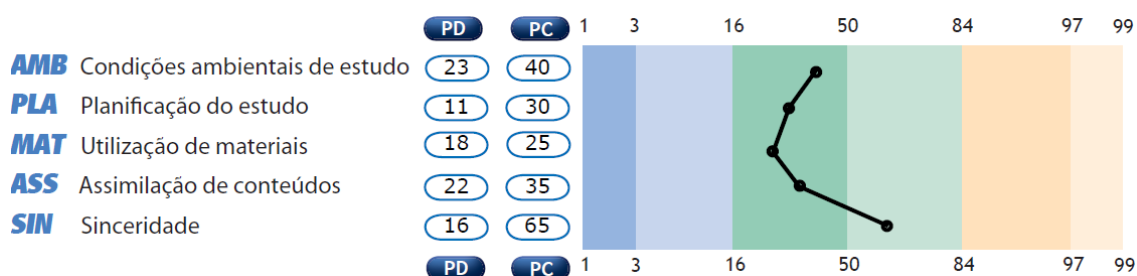 PD PC 1 3 16 50 84 97 99
AMB Condições ambientais de estudo 23 40
PLA Planificação do estudo 11 30
MAT Utilização de materiais 18 25
ASS Assimilação de conteúdos 22 35
SIN Sinceridade 16 65
PD PC 1 3 16 50 84 97 99